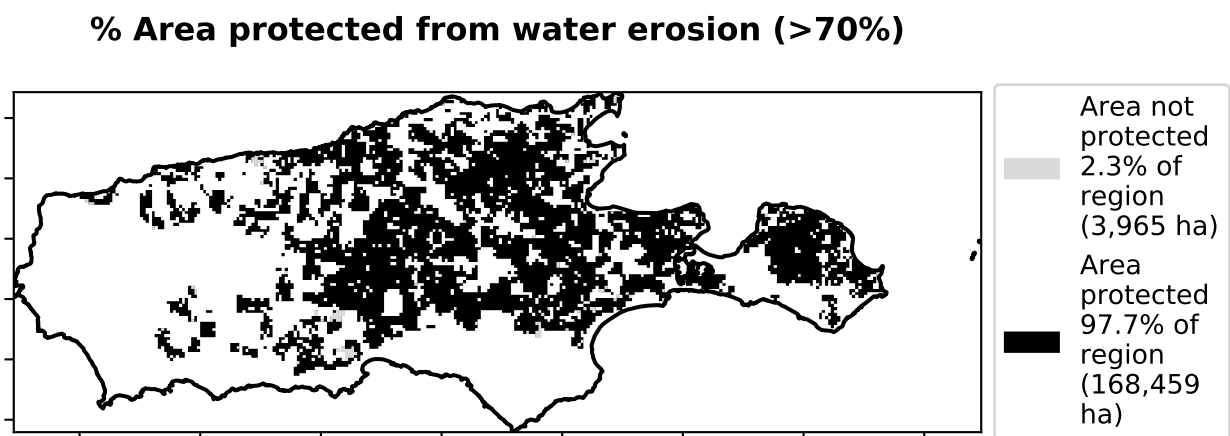 % Area protected from water erosion (>70%)
Area not
protected
2.3% of
region
(3,965 ha)
Area
protected
97.7% of
region
(168,459
ha)